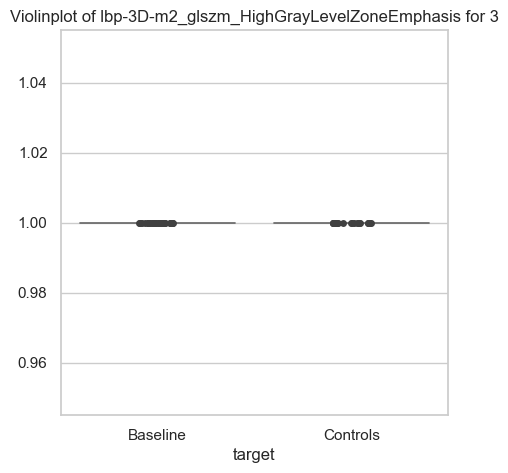 Violinplot of lbp-3D-m2_glszm_HighGrayLevelZoneEmphasis for 3
1.04
1.02
1.00
0.98
0.96
Baseline Controls
target